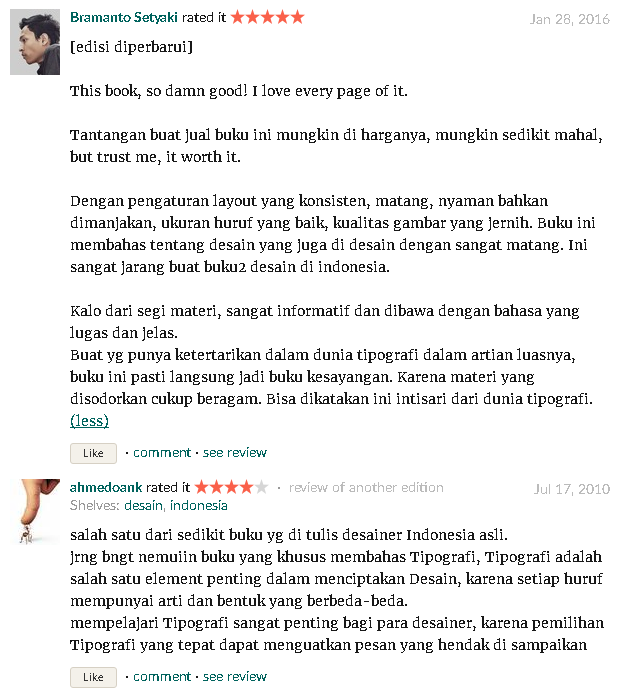 Bramanto Setyaki rated it ★★★★★ Jan 28, 2016
[edisi diperbarui]
This book, so damn good! I love every page of it.
Tantangan buat jual buku ini mungkin di harganya, mungkin sedikit mahal,
but trust me, it worth it.
Dengan pengaturan layout yang konsisten, matang, nyaman bahkan
dimanjakan, ukuran huruf yang baik, kualitas gambar yang jernih. Buku ini
membahas tentang desain yang juga di desain dengan sangat matang. Ini
sangat jarang buat buku2 desain di indonesia.
Kalo dari segi materi, sangat informatif dan dibawa dengan bahasa yang
lugas dan jelas.
Buat yg punya ketertarikan dalam dunia tipografi dalam artian luasnya,
buku ini pasti langsung jadi buku kesayangan. Karena materi yang
disodorkan cukup beragam. Bisa dikatakan ini intisari dari dunia tipografi.
(less)
Like · comment · see review
ahmedoank rated it ★★★★☆ · review of another edition Jul 17, 2010
Shelves: desain, indonesia
salah satu dari sedikit buku yg di tulis desainer Indonesia asli.
jrng bngt nemuiin buku yang khusus membahas Tipografi, Tipografi adalah
salah satu element penting dalam menciptakan Desain, karena setiap huruf
mempunyai arti dan bentuk yang berbeda-beda.
mempelajari Tipografi sangat penting bagi para desainer, karena pemilihan
Tipografi yang tepat dapat menguatkan pesan yang hendak di sampaikan
Like · comment · see review